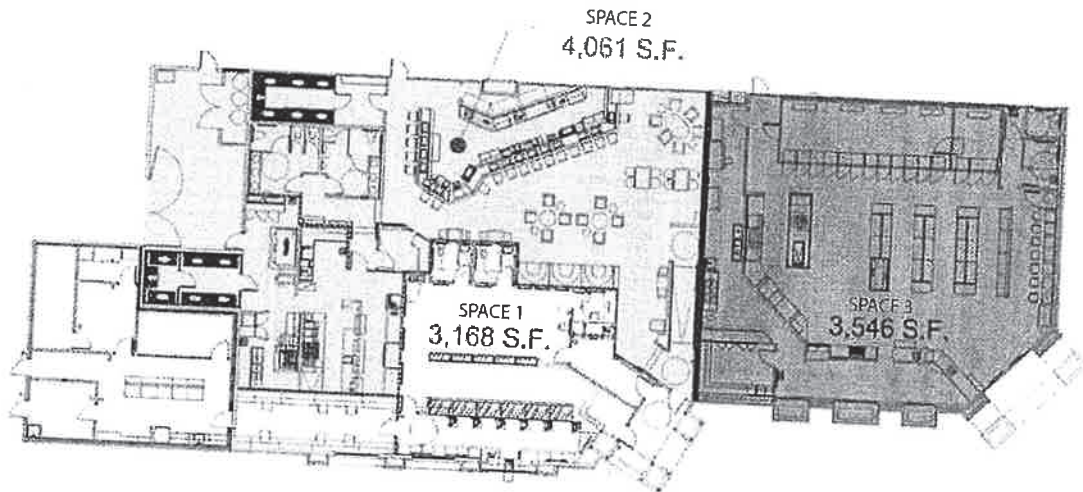 SPACE 2
4,061 S.F.
SPACE 1
3,168 S.F.
SPACE 3
3,546 S.F.